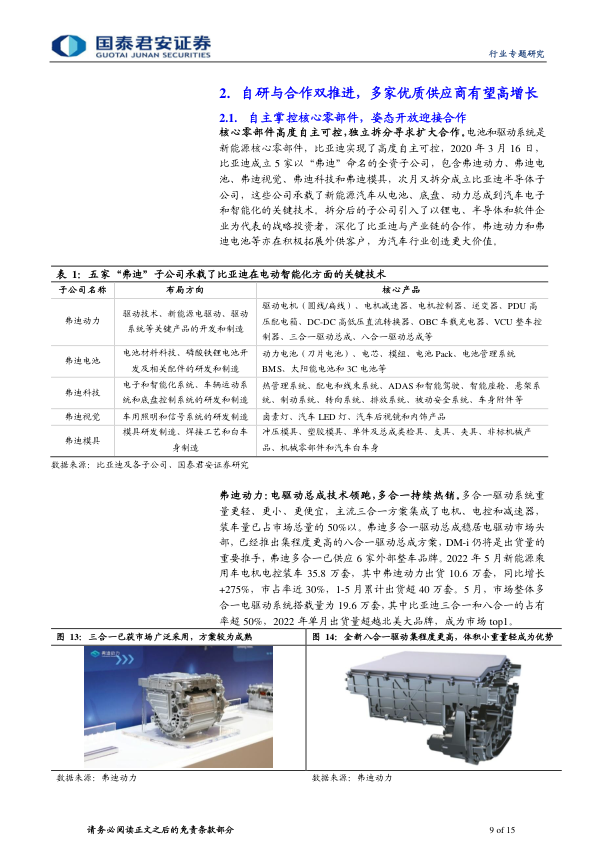 国泰君安证券
GUOTAI JUNAN SECURITIES
行业专题研究
2. 自研与合作双推进，多家优质供应商有望高增长
2.1. 自主掌控核心零部件，姿态开放迎接合作
核心零部件高度自主可控，独立拆分寻求扩大合作。电池和驱动系统是
新能源核心零部件，比亚迪实现了高度自主可控，2020 年 3 月 16 日，
比亚迪成立 5 家以“弗迪”命名的全资子公司，包含弗迪动力、弗迪电
池、弗迪视觉、弗迪科技和弗迪模具，次月又拆分成立比亚迪半导体子
公司，这些公司承载了新能源汽车从电池、底盘、动力总成到汽车电子
和智能化的关键技术。拆分后的子公司引入了以锂电、半导体和软件企
业为代表的战略投资者，深化了比亚迪与产业链的合作，弗迪动力和弗
迪电池等亦在积极拓展外供客户，为汽车行业创造更大价值。
表 1：五家“弗迪”子公司承载了比亚迪在电动智能化方面的关键技术
子公司名称 布局方向 核心产品
弗迪动力 驱动技术、新能源电驱动、驱动系统等关键产品的开发和制造
驱动电机（圆线/扁线）、电机减速器、电机控制器、逆变器、PDU 高
压配电箱、DC-DC 高低压直流转换器、OBC 车载充电器、VCU 整车控
制器、三合一驱动总成、八合一驱动总成等
弗迪电池 电池材料科技、磷酸铁锂电池开发及相关配件的研发和制造
动力电池（刀片电池）、电芯、模组、电池 Pack、电池管理系统
BMS、太阳能电池和 3C 电池等
弗迪科技 电子和智能化系统、车辆运动系统和底盘控制系统的研发和制造
热管理系统、配电和线束系统、ADAS 和智能驾驶、智能座舱、悬架系
统、制动系统、转向系统、排放系统、被动安全系统、车身附件等
弗迪视觉 车用照明和信号系统的研发制造 卤素灯、汽车 LED 灯、汽车后视镜和内饰产品
弗迪模具 模具研发制造、焊接工艺和白车身制造
冲压模具、塑胶模具、单件及总成类检具、支具、夹具、非标机械产
品、机械零部件和汽车白车身
数据来源：比亚迪及各子公司、国泰君安证券研究
弗迪动力：电驱动总成技术领跑，多合一持续热销。多合一驱动系统重
量更轻、更小、更便宜，主流三合一方案集成了电机、电控和减速器，
装车量已占市场总量的 50%以。弗迪多合一驱动总成稳居电驱动市场头
部，已经推出集程度更高的八合一驱动总成方案，DM-i 仍将是出货量的
重要推手，弗迪多合一已供应 6 家外部整车品牌。2022 年 5 月新能源乘
用车电机电控装车 35.8 万套，其中弗迪动力出货 10.6 万套，同比增长
+275%，市占率近 30%，1-5 月累计出货超 40 万套。5 月，市场整体多
合一电驱动系统搭载量为 19.6 万套，其中比亚迪三合一和八合一的占有
率超 50%，2022 年单月出货量超越北美大品牌，成为市场 top1。
图 13：三合一已获市场广泛采用，方案较为成熟
图 14：全新八合一驱动集程度更高，体积小重量轻成为优势
弗迪动力
数据来源：弗迪动力
数据来源：弗迪动力
请务必阅读正文之后的免责条款部分
9 of 15